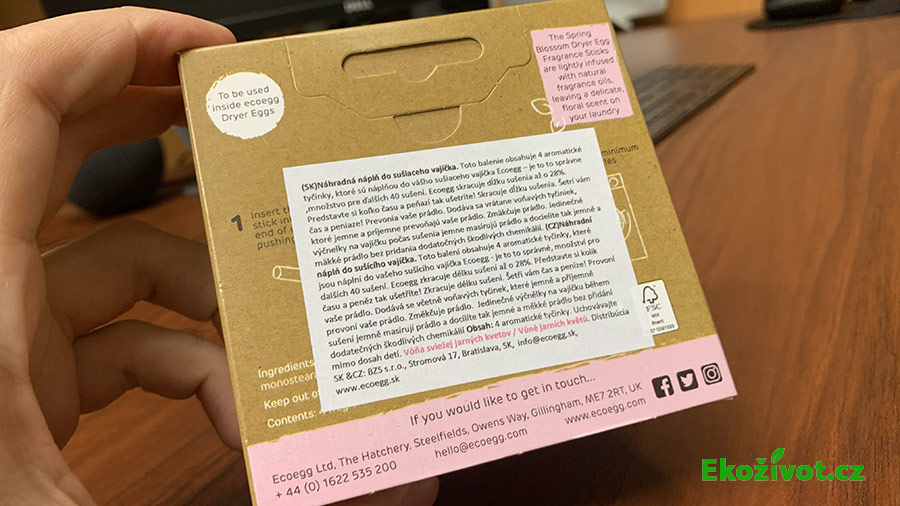 To be used
inside ecoegg
Dryer Eggs
The Spring
Blossom Dryer Egg
Fragrance Sticks
are lightly infused
with natural
fragrance oils,
leaving a delicate,
floral scent on
your laundry
minimum
1 Insert
stick
end of
pushing
(SK)Náhradná náplň do sušiaceho vajíčka. Toto balenie obsahuje 4 aromatické
tyčinky, ktoré sú náplňou do vášho sušiaceho vajíčka Ecoegg – je to to správne
„množstvo pre ďalších 40 sušení. Ecoegg skracuje dĺžku sušenia až o 28%.
Predstavte si koľko času a peňazí tak ušetríte! Skracuje dĺžku sušenia. Šetrí vám
čas a peniaze! Prevonia vaše prádlo. Dodáva sa vrátane voňavých tyčiniek,
ktoré jemne a príjemne prevoňajú vaše prádlo. Zmäkčuje prádlo. Jedinečné
výčnelky na vajíčku počas sušenia jemne masírujú prádlo a docielite tak jemné a
mäkké prádlo bez pridania dodatočných škodlivých chemikálií. (CZ)Náhradní
náplň do sušícího vajíčka. Toto balení obsahuje 4 aromatické tyčinky, které
jsou náplní do vašeho sušícího vajíčka Ecoegg - je to to správné, množství pro
dalších 40 sušení. Ecoegg zkracuje délku sušení až o 28%. Představte si kolik
času a peněz tak ušetříte! Zkracuje délku sušení. Šetří vám čas a peníze! Provoní
vaše prádlo. Dodává se včetně voňavých tyčinek, které jemně a příjemně
provoní vaše prádlo. Změkčuje prádlo. Jedinečné výčnělky na vajíčku během
sušení jemně masírují prádlo a docílíte tak jemné a měkké prádlo bez přidání
dodatečných škodlivých chemikálií Obsah: 4 aromatické tyčinky. Uchovávajte
mimo dosah detí. Vôňa sviežej jarných kvetov / Vůně jarních květů. Distribúcia
SK &CZ: BZS s.r.o., Stromová 17, Bratislava, SK, info@ecoegg.sk,
www.ecoegg.sk
FSC
MIX
Ingredients
monostear
Keep out of
Contents: 4
If you would like to get in touch...
Ecoegg Ltd, The Hatchery, Steelfields, Owens Way, Gillingham, ME7 2RT, UK
+ 44 (0) 1622 535 200 hello@ecoegg.com www.ecoegg.com
Ekoživot.cz